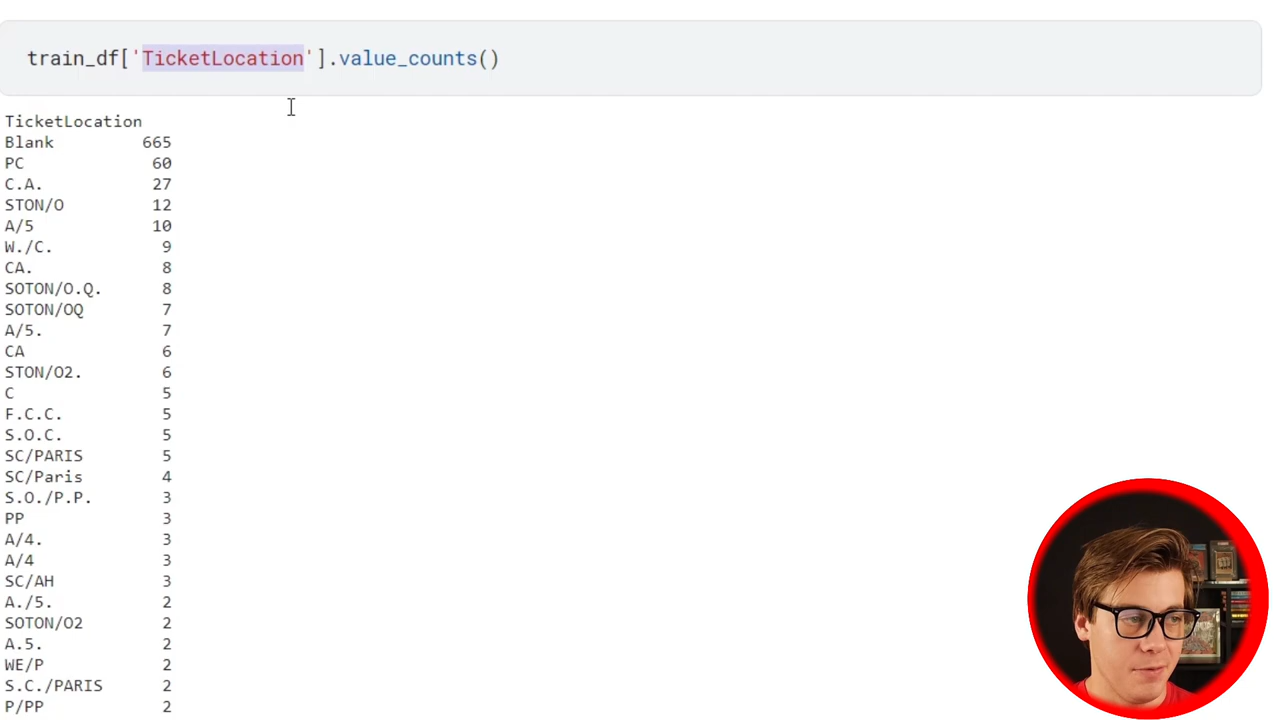 train_df['TicketLocation'].value_counts()
TicketLocation
Blank 665
PC 60
C.A. 27
STON/O 12
A/5 10
W./C. 9
CA. 8
SOTON/O.Q. 8
SOTON/OQ 7
A/5. 7
CA 6
STON/O2. 6
C 5
F.C.C. 5
S.O.C. 5
SC/PARIS 5
SC/Paris 4
S.O./P.P. 3
PP 3
A/4. 3
A/4 3
SC/AH 3
A./5. 2
SOTON/O2 2
A.5. 2
WE/P 2
S.C./PARIS 2
P/PP 2